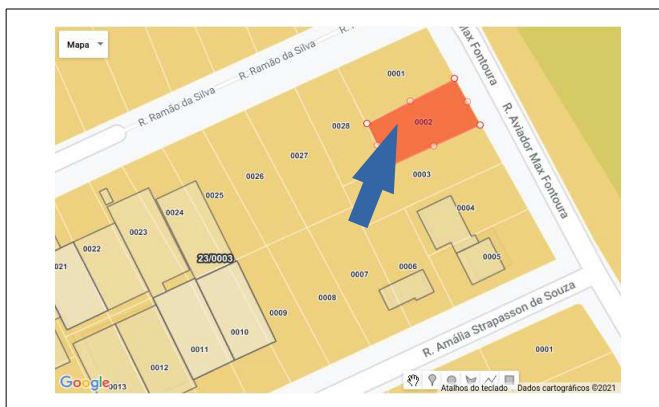 Mapa
R. Ramão da Silva
R. Ramão da Silva
Max Fontoura
R. Aviador Max Fontoura
0001
0002
0028
0027
0003
0026
0025
0004
0024
0023
0022
021
23/0003
0005
0006
0007
0008
0009
0010
0011
0012
0013
R. Amália Strapasson de Souza
0001
Google
Atalhos do teclado
Dados cartográficos ©2021